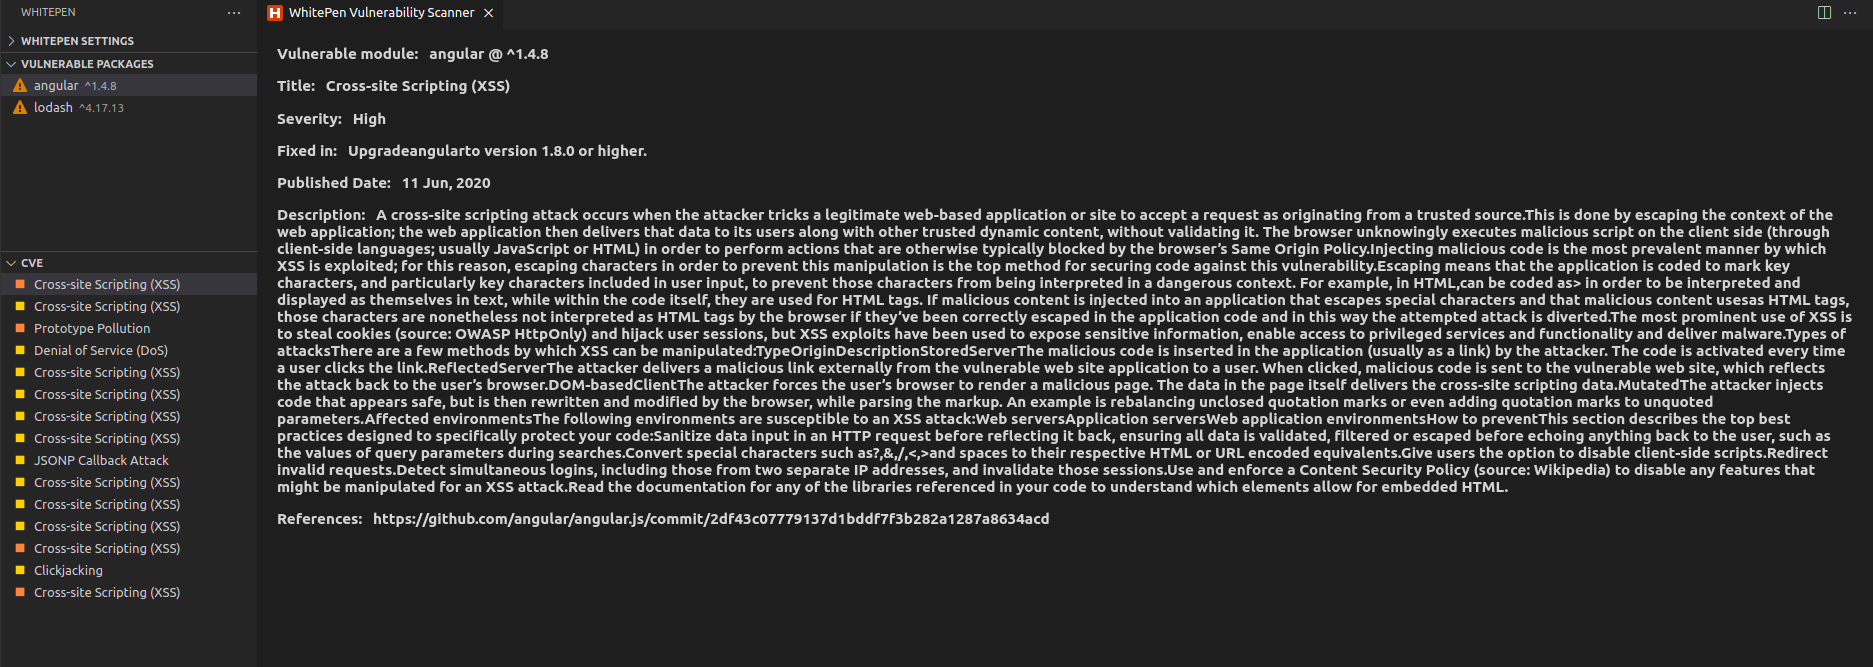 WHITEPEN
WHITEPEN SETTINGS
VULNERABLE PACKAGES
angular ^1.4.8
lodash ^4.17.13
CVE
Cross-site Scripting (XSS)
Cross-site Scripting (XSS)
Prototype Pollution
Denial of Service (DoS)
Cross-site Scripting (XSS)
Cross-site Scripting (XSS)
Cross-site Scripting (XSS)
Cross-site Scripting (XSS)
JSONP Callback Attack
Cross-site Scripting (XSS)
Cross-site Scripting (XSS)
Cross-site Scripting (XSS)
Cross-site Scripting (XSS)
Clickjacking
Cross-site Scripting (XSS)
H WhitePen Vulnerability Scanner
Vulnerable module: angular @ ^1.4.8
Title: Cross-site Scripting (XSS)
Severity: High
Fixed in: Upgradeangularto version 1.8.0 or higher.
Published Date: 11 Jun, 2020
Description: A cross-site scripting attack occurs when the attacker tricks a legitimate web-based application or site to accept a request as originating from a trusted source.This is done by escaping the context of the
web application; the web application then delivers that data to its users along with other trusted dynamic content, without validating it. The browser unknowingly executes malicious script on the client side (through
client-side languages; usually JavaScript or HTML) in order to perform actions that are otherwise typically blocked by the browser’s Same Origin Policy.Injecting malicious code is the most prevalent manner by which
XSS is exploited; for this reason, escaping characters in order to prevent this manipulation is the top method for securing code against this vulnerability.Escaping means that the application is coded to mark key
characters, and particularly key characters included in user input, to prevent those characters from being interpreted in a dangerous context. For example, in HTML,can be coded as> in order to be interpreted and
displayed as themselves in text, while within the code itself, they are used for HTML tags. If malicious content is injected into an application that escapes special characters and that malicious content usesas HTML tags,
those characters are nonetheless not interpreted as HTML tags by the browser if they’ve been correctly escaped in the application code and in this way the attempted attack is diverted.The most prominent use of XSS is
to steal cookies (source: OWASP HttpOnly) and hijack user sessions, but XSS exploits have been used to expose sensitive information, enable access to privileged services and functionality and deliver malware.Types of
attacksThere are a few methods by which XSS can be manipulated:TypeOriginDescriptionStoredServerThe malicious code is inserted in the application (usually as a link) by the attacker. The code is activated every time
a user clicks the link.ReflectedServerThe attacker delivers a malicious link externally from the vulnerable web site application to a user. When clicked, malicious code is sent to the vulnerable web site, which reflects
the attack back to the user’s browser.DOM-basedClientThe attacker forces the user’s browser to render a malicious page. The data in the page itself delivers the cross-site scripting data.MutatedThe attacker injects
code that appears safe, but is then rewritten and modified by the browser, while parsing the markup. An example is rebalancing unclosed quotation marks or even adding quotation marks to unquoted
parameters.Affected environmentsThe following environments are susceptible to an XSS attack:Web serversApplication serversWeb application environmentsHow to preventThis section describes the top best
practices designed to specifically protect your code:Sanitize data input in an HTTP request before reflecting it back, ensuring all data is validated, filtered or escaped before echoing anything back to the user, such as
the values of query parameters during searches.Convert special characters such as?,&,/,<,>and spaces to their respective HTML or URL encoded equivalents.Give users the option to disable client-side scripts.Redirect
invalid requests.Detect simultaneous logins, including those from two separate IP addresses, and invalidate those sessions.Use and enforce a Content Security Policy (source: Wikipedia) to disable any features that
might be manipulated for an XSS attack.Read the documentation for any of the libraries referenced in your code to understand which elements allow for embedded HTML.
References: https://github.com/angular/angular.js/commit/2df43c07779137d1bddf7f3b282a1287a8634acd